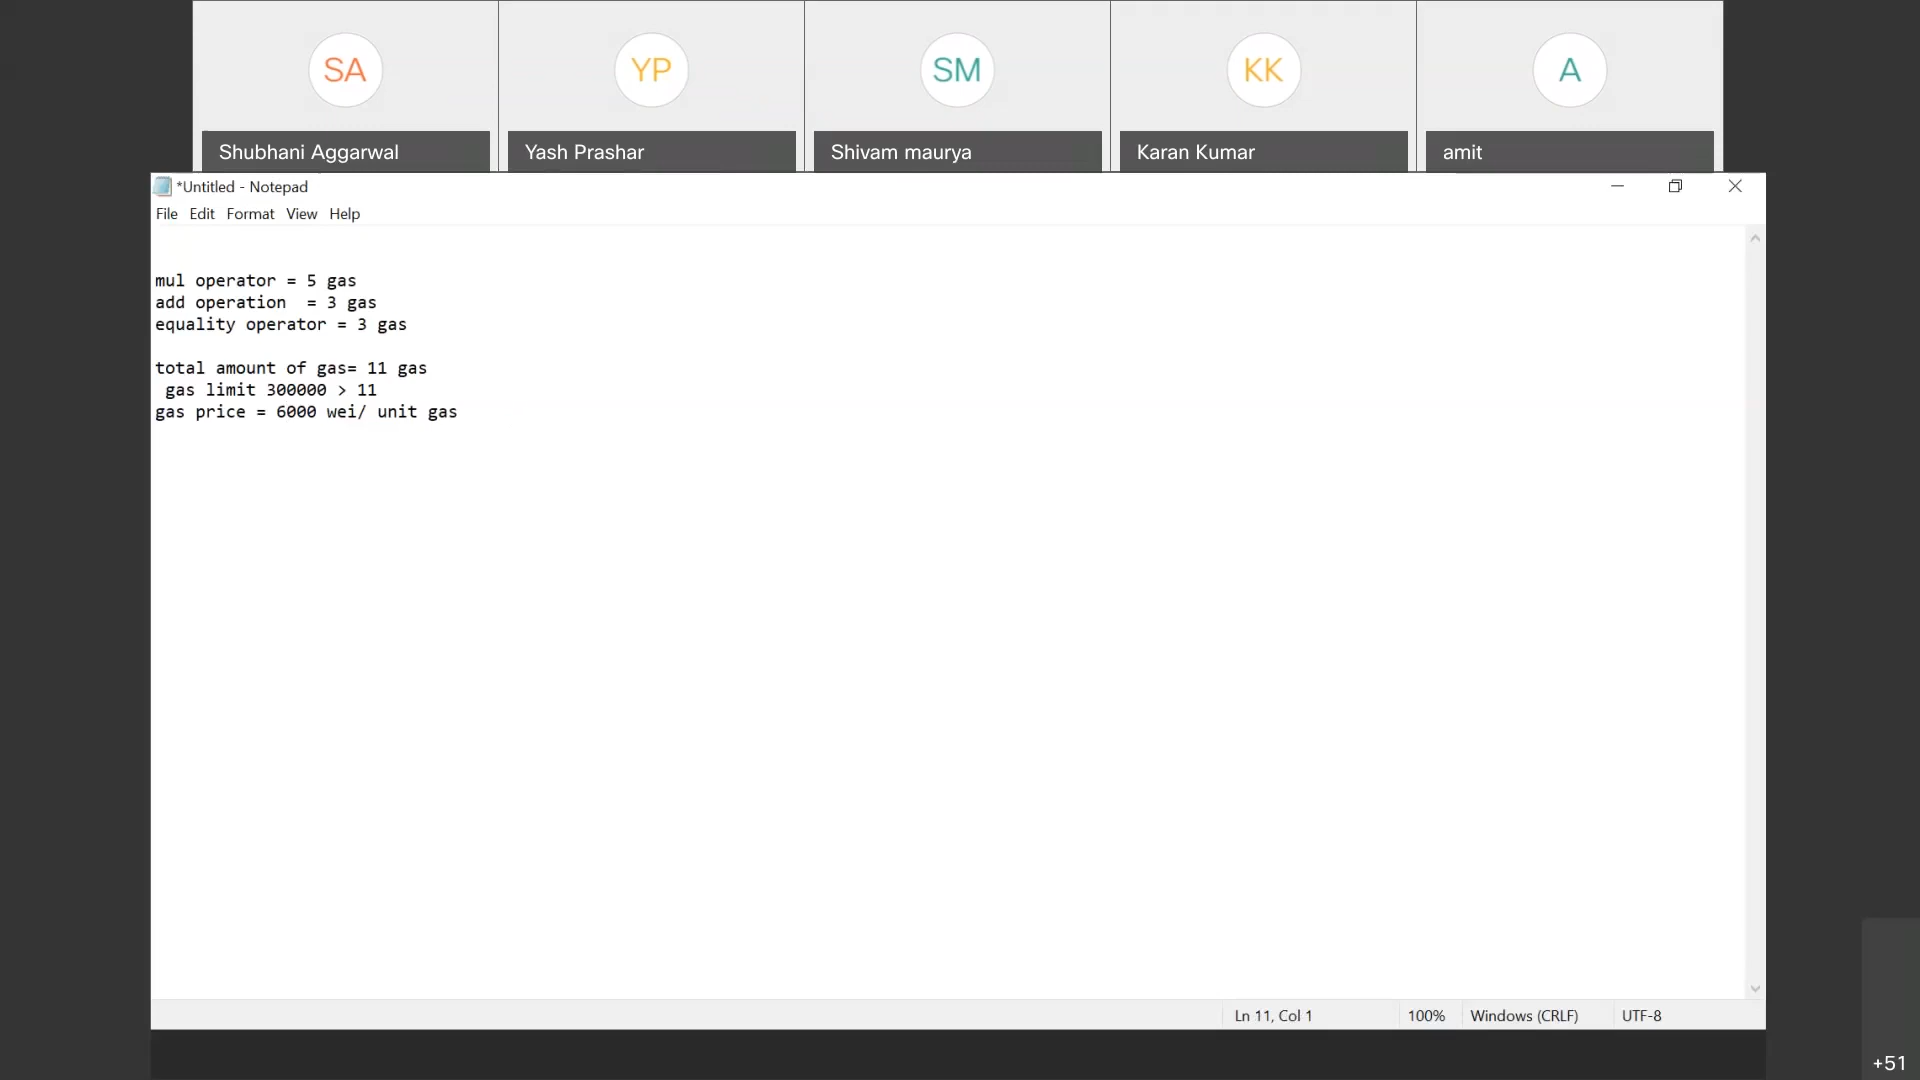 SA YP SM KK A
Shubhani Aggarwal Yash Prashar Shivam maurya Karan Kumar amit
*Untitled - Notepad
File Edit Format View Help
mul operator = 5 gas
add operation  = 3 gas
equality operator = 3 gas
total amount of gas= 11 gas
gas limit 300000 > 11
gas price = 6000 wei/ unit gas
Ln 11, Col 1 100% Windows (CRLF) UTF-8
+51